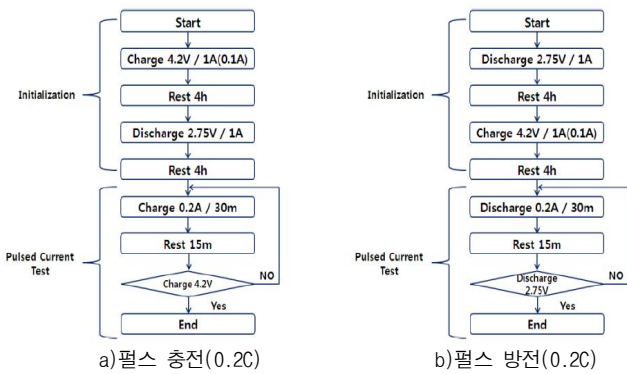 Start
Charge 4.2V / 1A(0.1A)
Initialization
Rest 4h
Discharge 2.75V / 1A
Rest 4h
Charge 0.2A / 30m
Rest 15m
Pulsed Current
Test
NO
Charge 4.2V
Yes
End
a)펄스 충전(0.2C)
Start
Discharge 2.75V / 1A
Initialization
Rest 4h
Charge 4.2V / 1A(0.1A)
Rest 4h
Discharge 0.2A / 30m
Rest 15m
Pulsed Current
Test
NO
Discharge
2.75V
Yes
End
b)펄스 방전(0.2C)